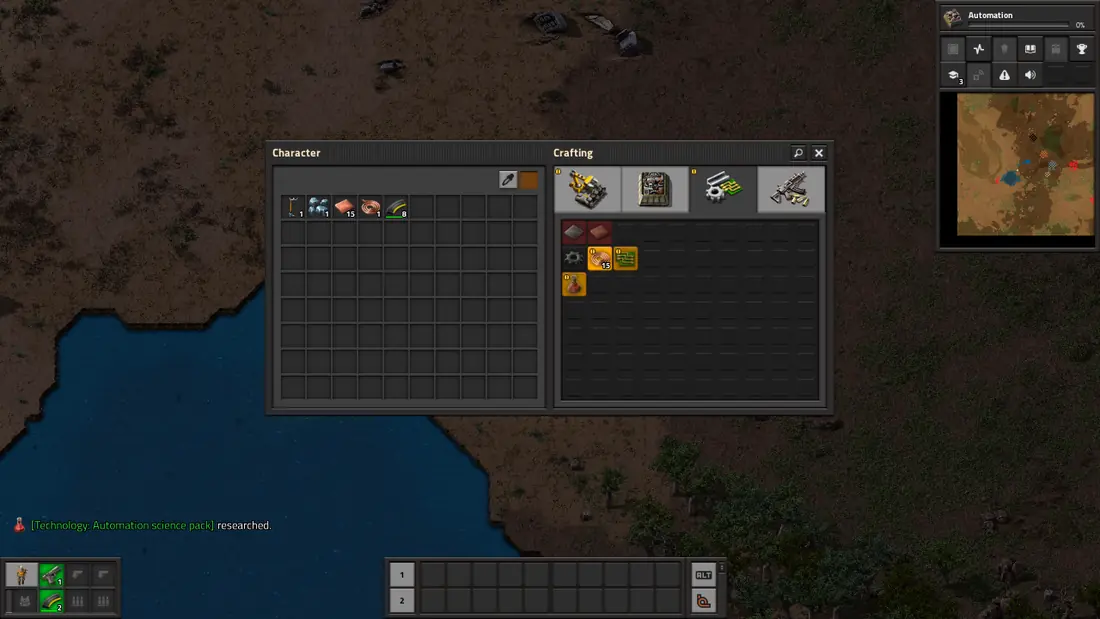 Automation
0%
3
Character
Crafting
1 1 15 1 8
15
[Technology: Automation science pack] researched.
1
2
1
2
ALT